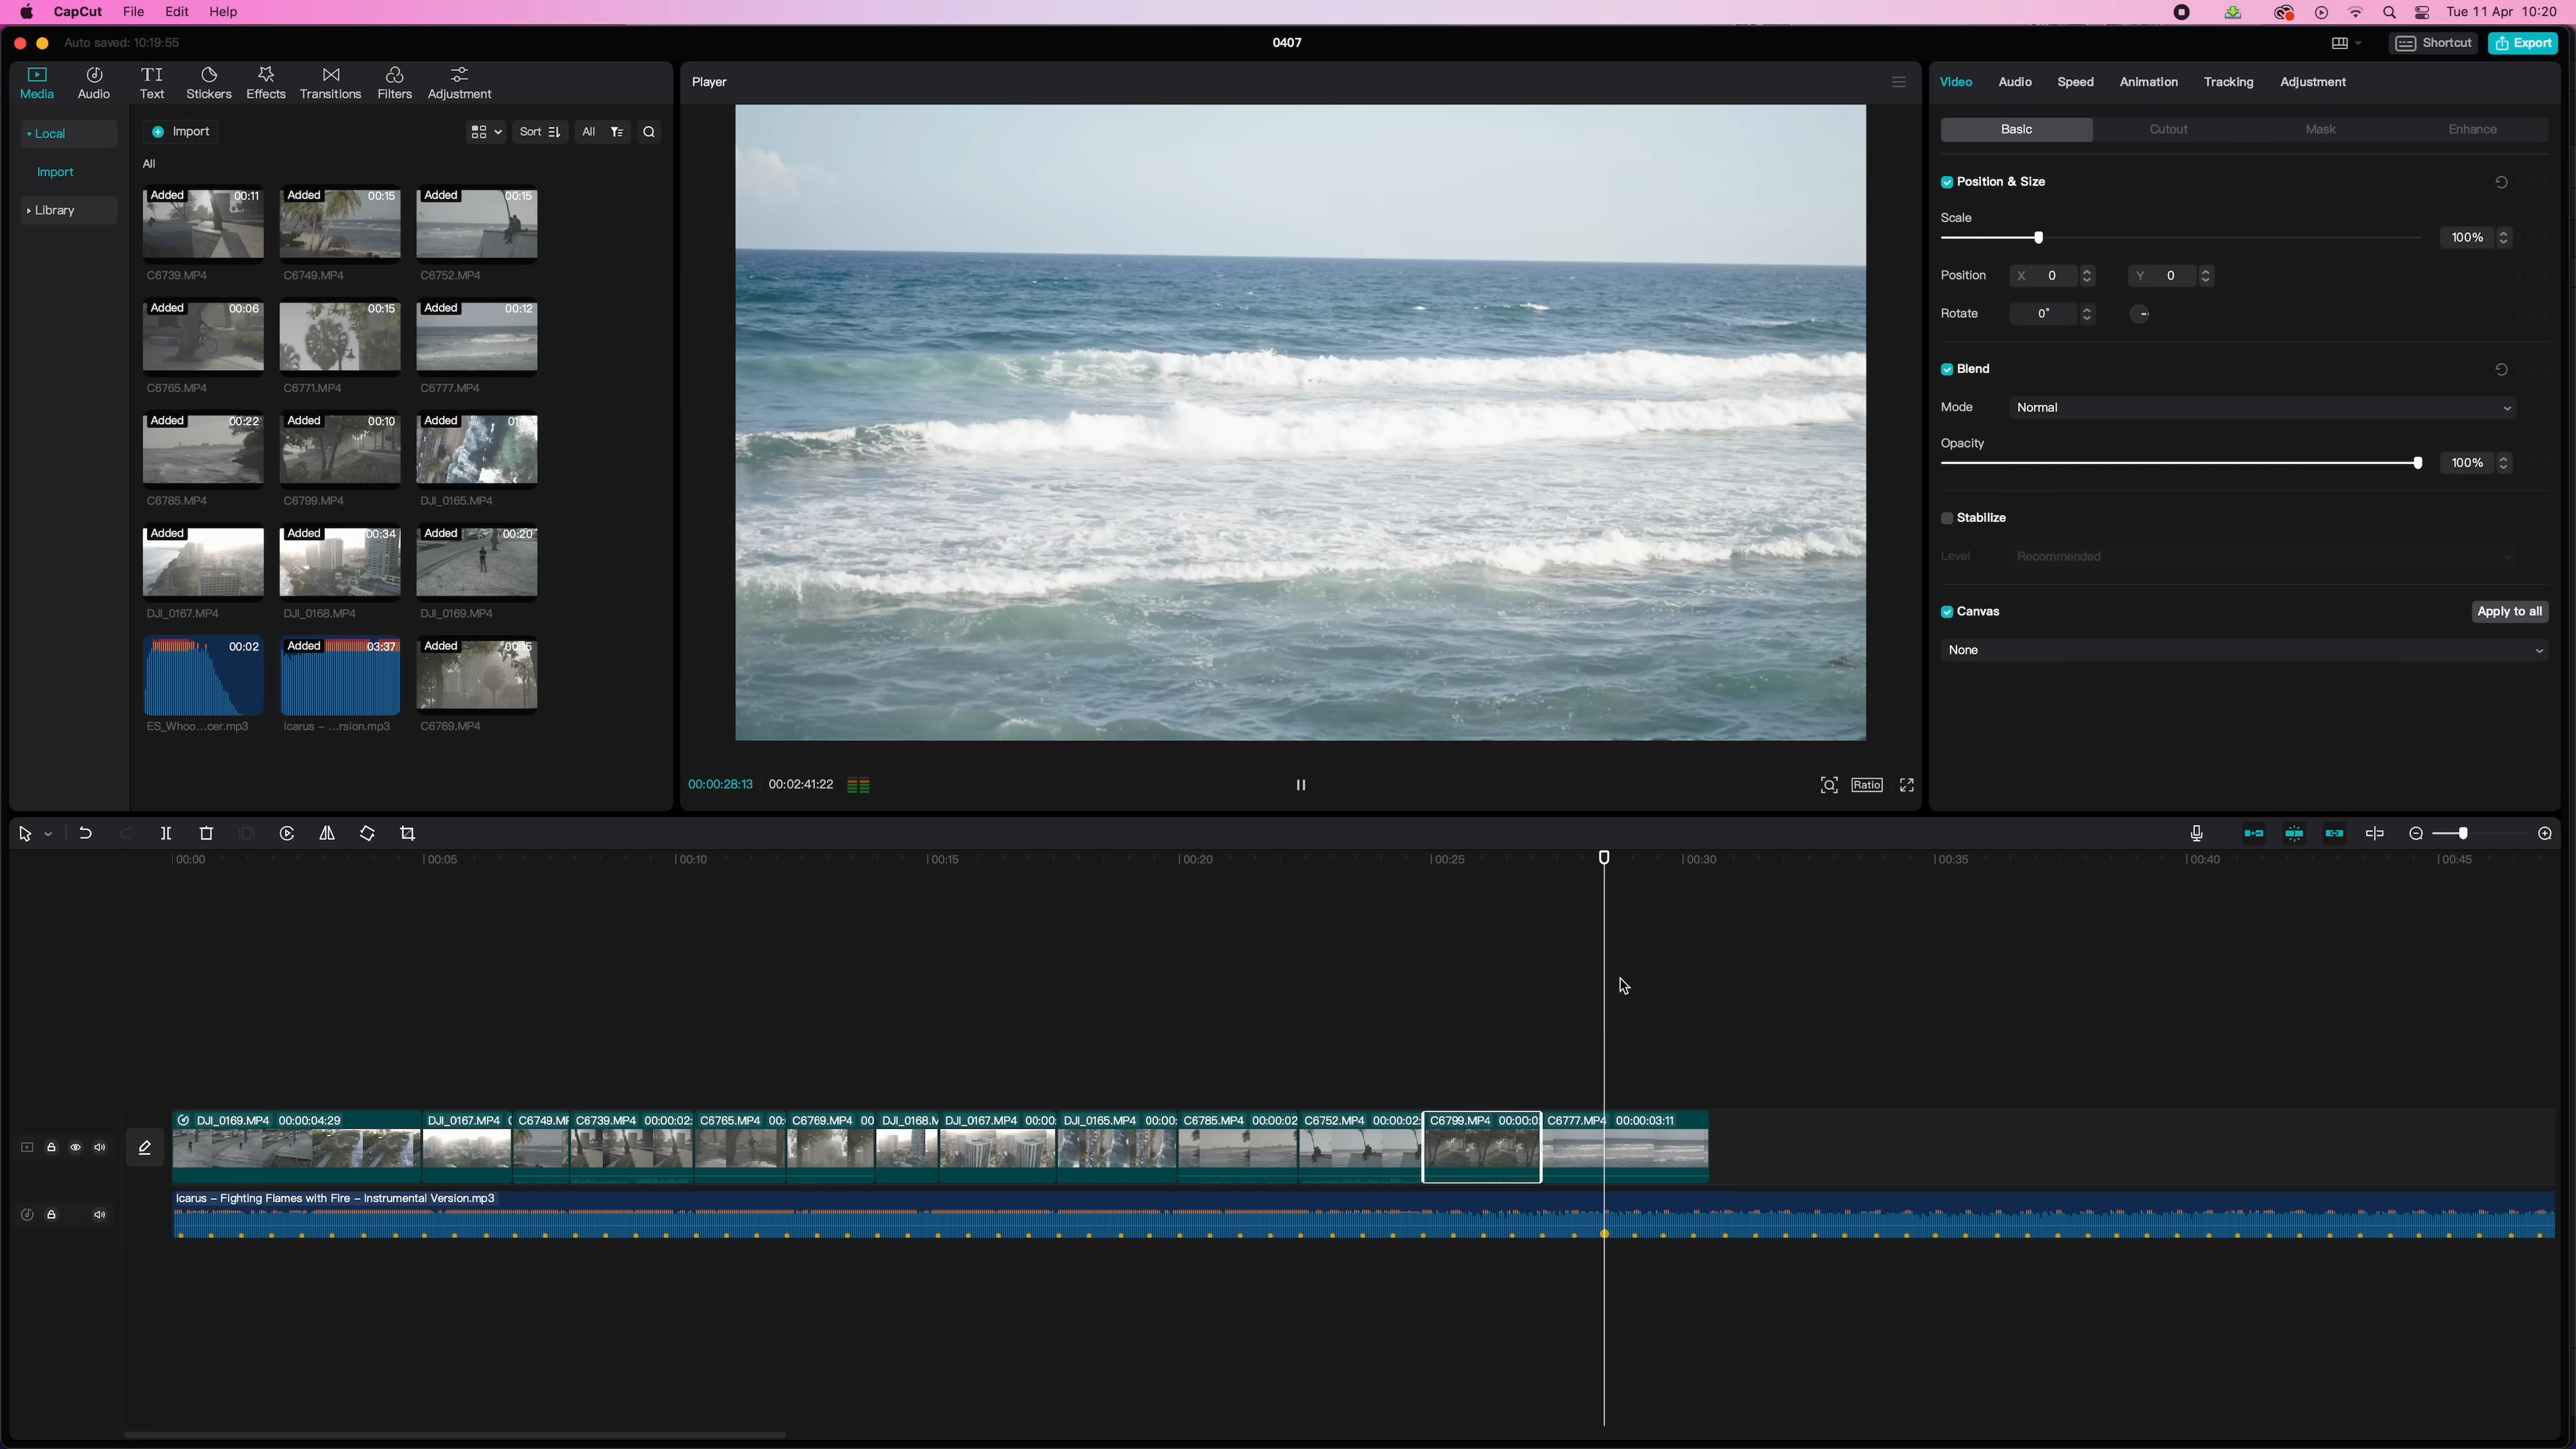 CapCut File Edit Help
Tue 11 Apr 10:20
Auto saved: 10:19:55
0407
Shortcut
Export
Media Audio Text Stickers Effects Transitions Filters Adjustment
Local
Import
Library
Import
Sort
All
All
Added 00:11
Added 00:15
Added 00:15
C6739.MP4
C6749.MP4
C6752.MP4
Added 00:06
Added 00:15
Added 00:12
C6765.MP4
C6771.MP4
C6777.MP4
Added 00:22
Added 00:10
Added
C6785.MP4
C6799.MP4
DJI_0165.MP4
Added
Added 00:34
Added 00:20
DJI_0167.MP4
DJI_0168.MP4
DJI_0169.MP4
00:02
Added 03:37
Added 00:15
ES_Whoo...cer.mp3
Icarus – ...rsion.mp3
C6769.MP4
Player
00:00:28:13 00:02:41:22
Ratio
Video Audio Speed Animation Tracking Adjustment
Basic Cutout Mask Enhance
Position & Size
Scale
100%
Position X 0 Y 0
Rotate 0°
Blend
Mode Normal
Opacity
100%
Stabilize
Level Recommended
Canvas
Apply to all
None
00:00 00:05 00:10 00:15 00:20 00:25 00:30 00:35 00:40 00:45
DJI_0169.MP4 00:00:04:29
DJI_0167.MP4
C6749.MP
C6739.MP4 00:00:02:
C6765.MP4 00:
C6769.MP4 00
DJI_0168.M
DJI_0167.MP4 00:00:
DJI_0165.MP4 00:00:
C6785.MP4 00:00:02
C6752.MP4 00:00:02:
C6799.MP4 00:00:0
C6777.MP4 00:00:03:11
Icarus – Fighting Flames with Fire – Instrumental Version.mp3